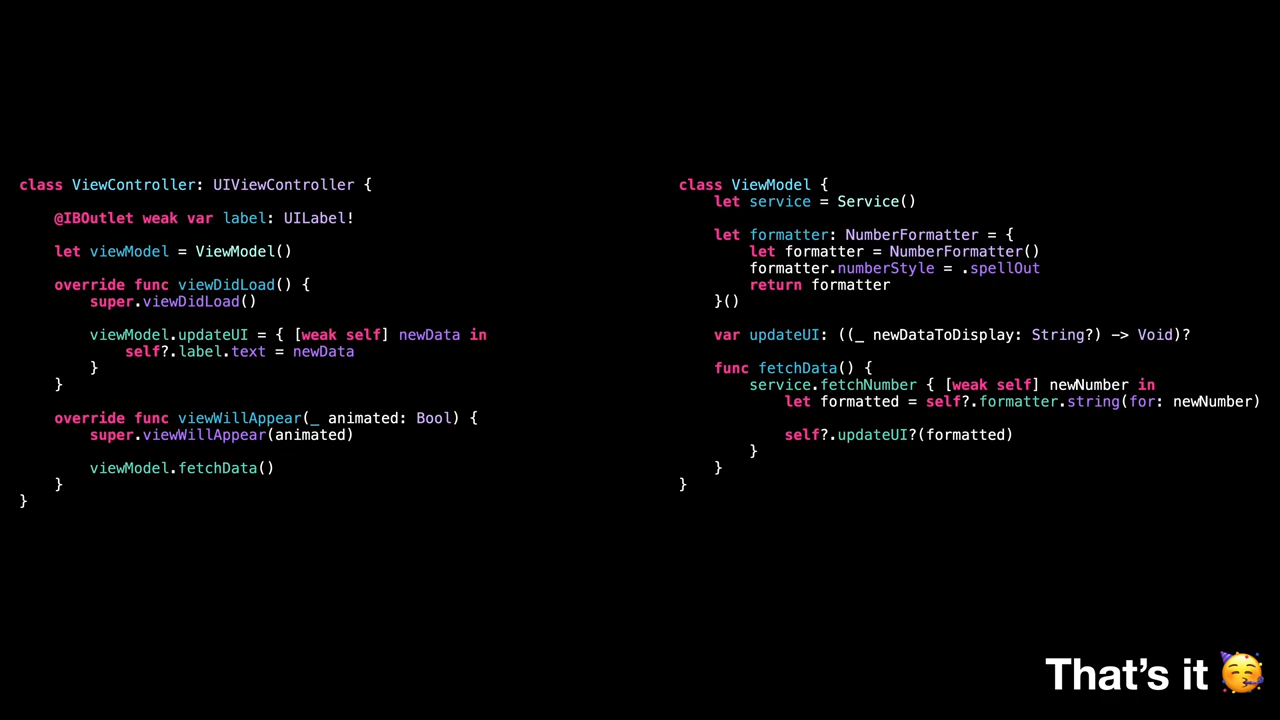 class ViewController: UIViewController {
    @IBOutlet weak var label: UILabel!
    let viewModel = ViewModel()
    override func viewDidLoad() {
        super.viewDidLoad()
        viewModel.updateUI = { [weak self] newData in
            self?.label.text = newData
        }
    }
    override func viewWillAppear(_ animated: Bool) {
        super.viewWillAppear(animated)
        viewModel.fetchData()
    }
}
class ViewModel {
    let service = Service()
    let formatter: NumberFormatter = {
        let formatter = NumberFormatter()
        formatter.numberStyle = .spellOut
        return formatter
    }()
    var updateUI: ((_ newDataToDisplay: String?) -> Void)?
    func fetchData() {
        service.fetchNumber { [weak self] newNumber in
            let formatted = self?.formatter.string(for: newNumber)
            self?.updateUI?(formatted)
        }
    }
}
That's it 🥳